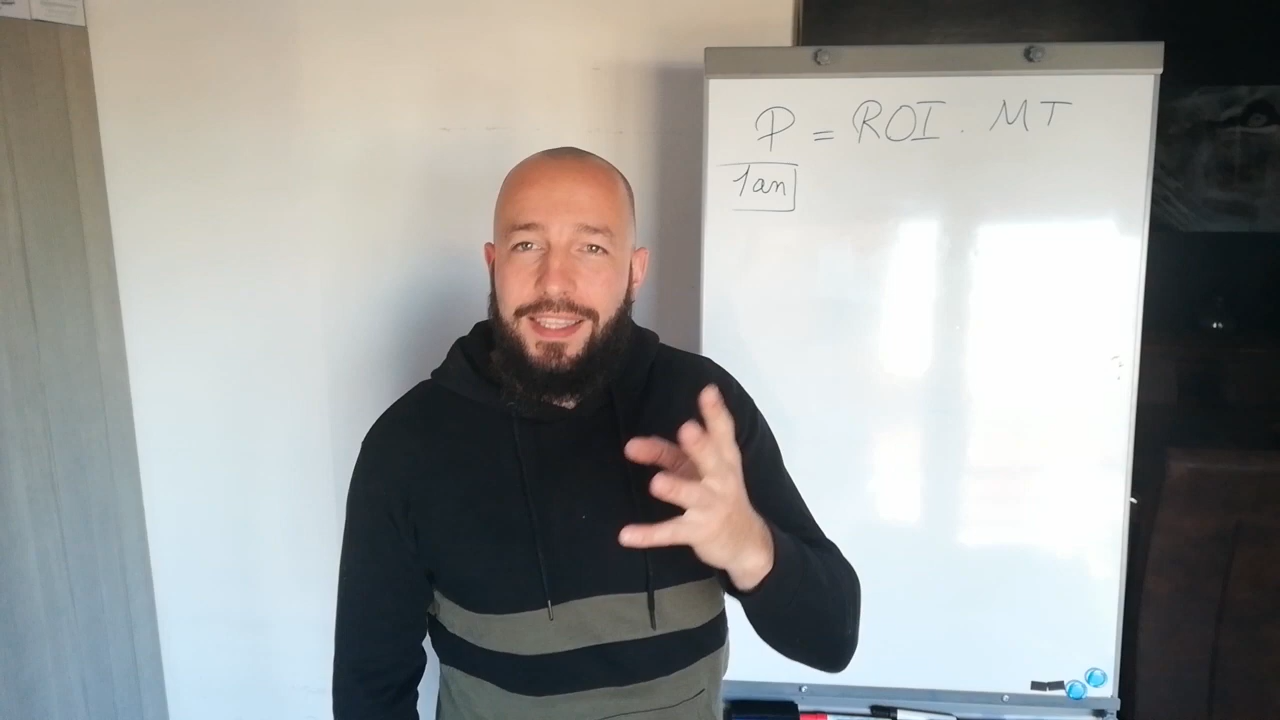 P = ROI . MT
1an